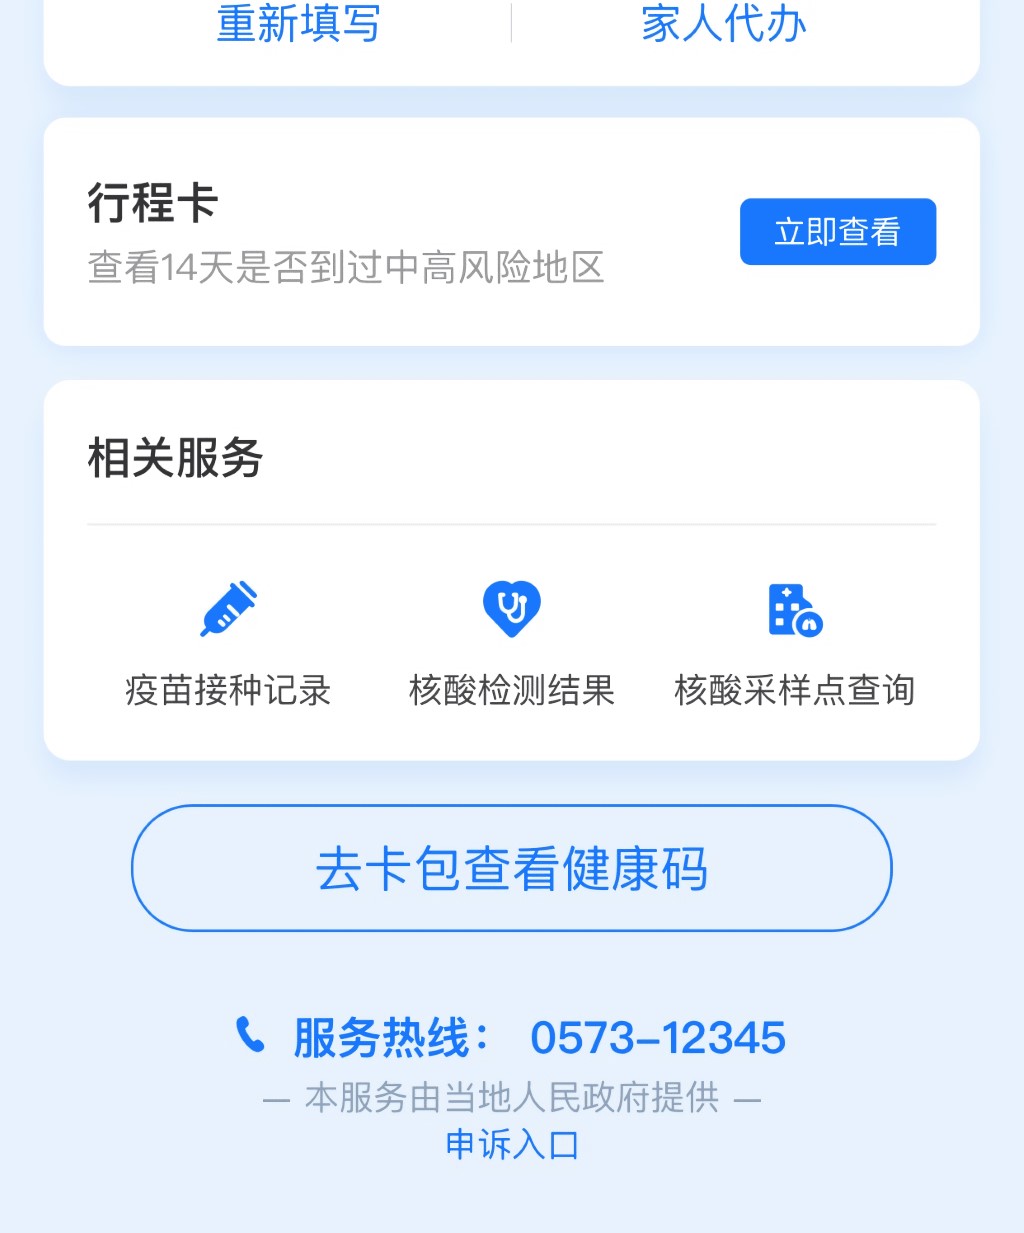 重新填写
家人代办
行程卡
立即查看
查看14天是否到过中高风险地区
相关服务
疫苗接种记录
核酸检测结果
核酸采样点查询
去卡包查看健康码
服务热线： 0573-12345
— 本服务由当地人民政府提供 —
申诉入口